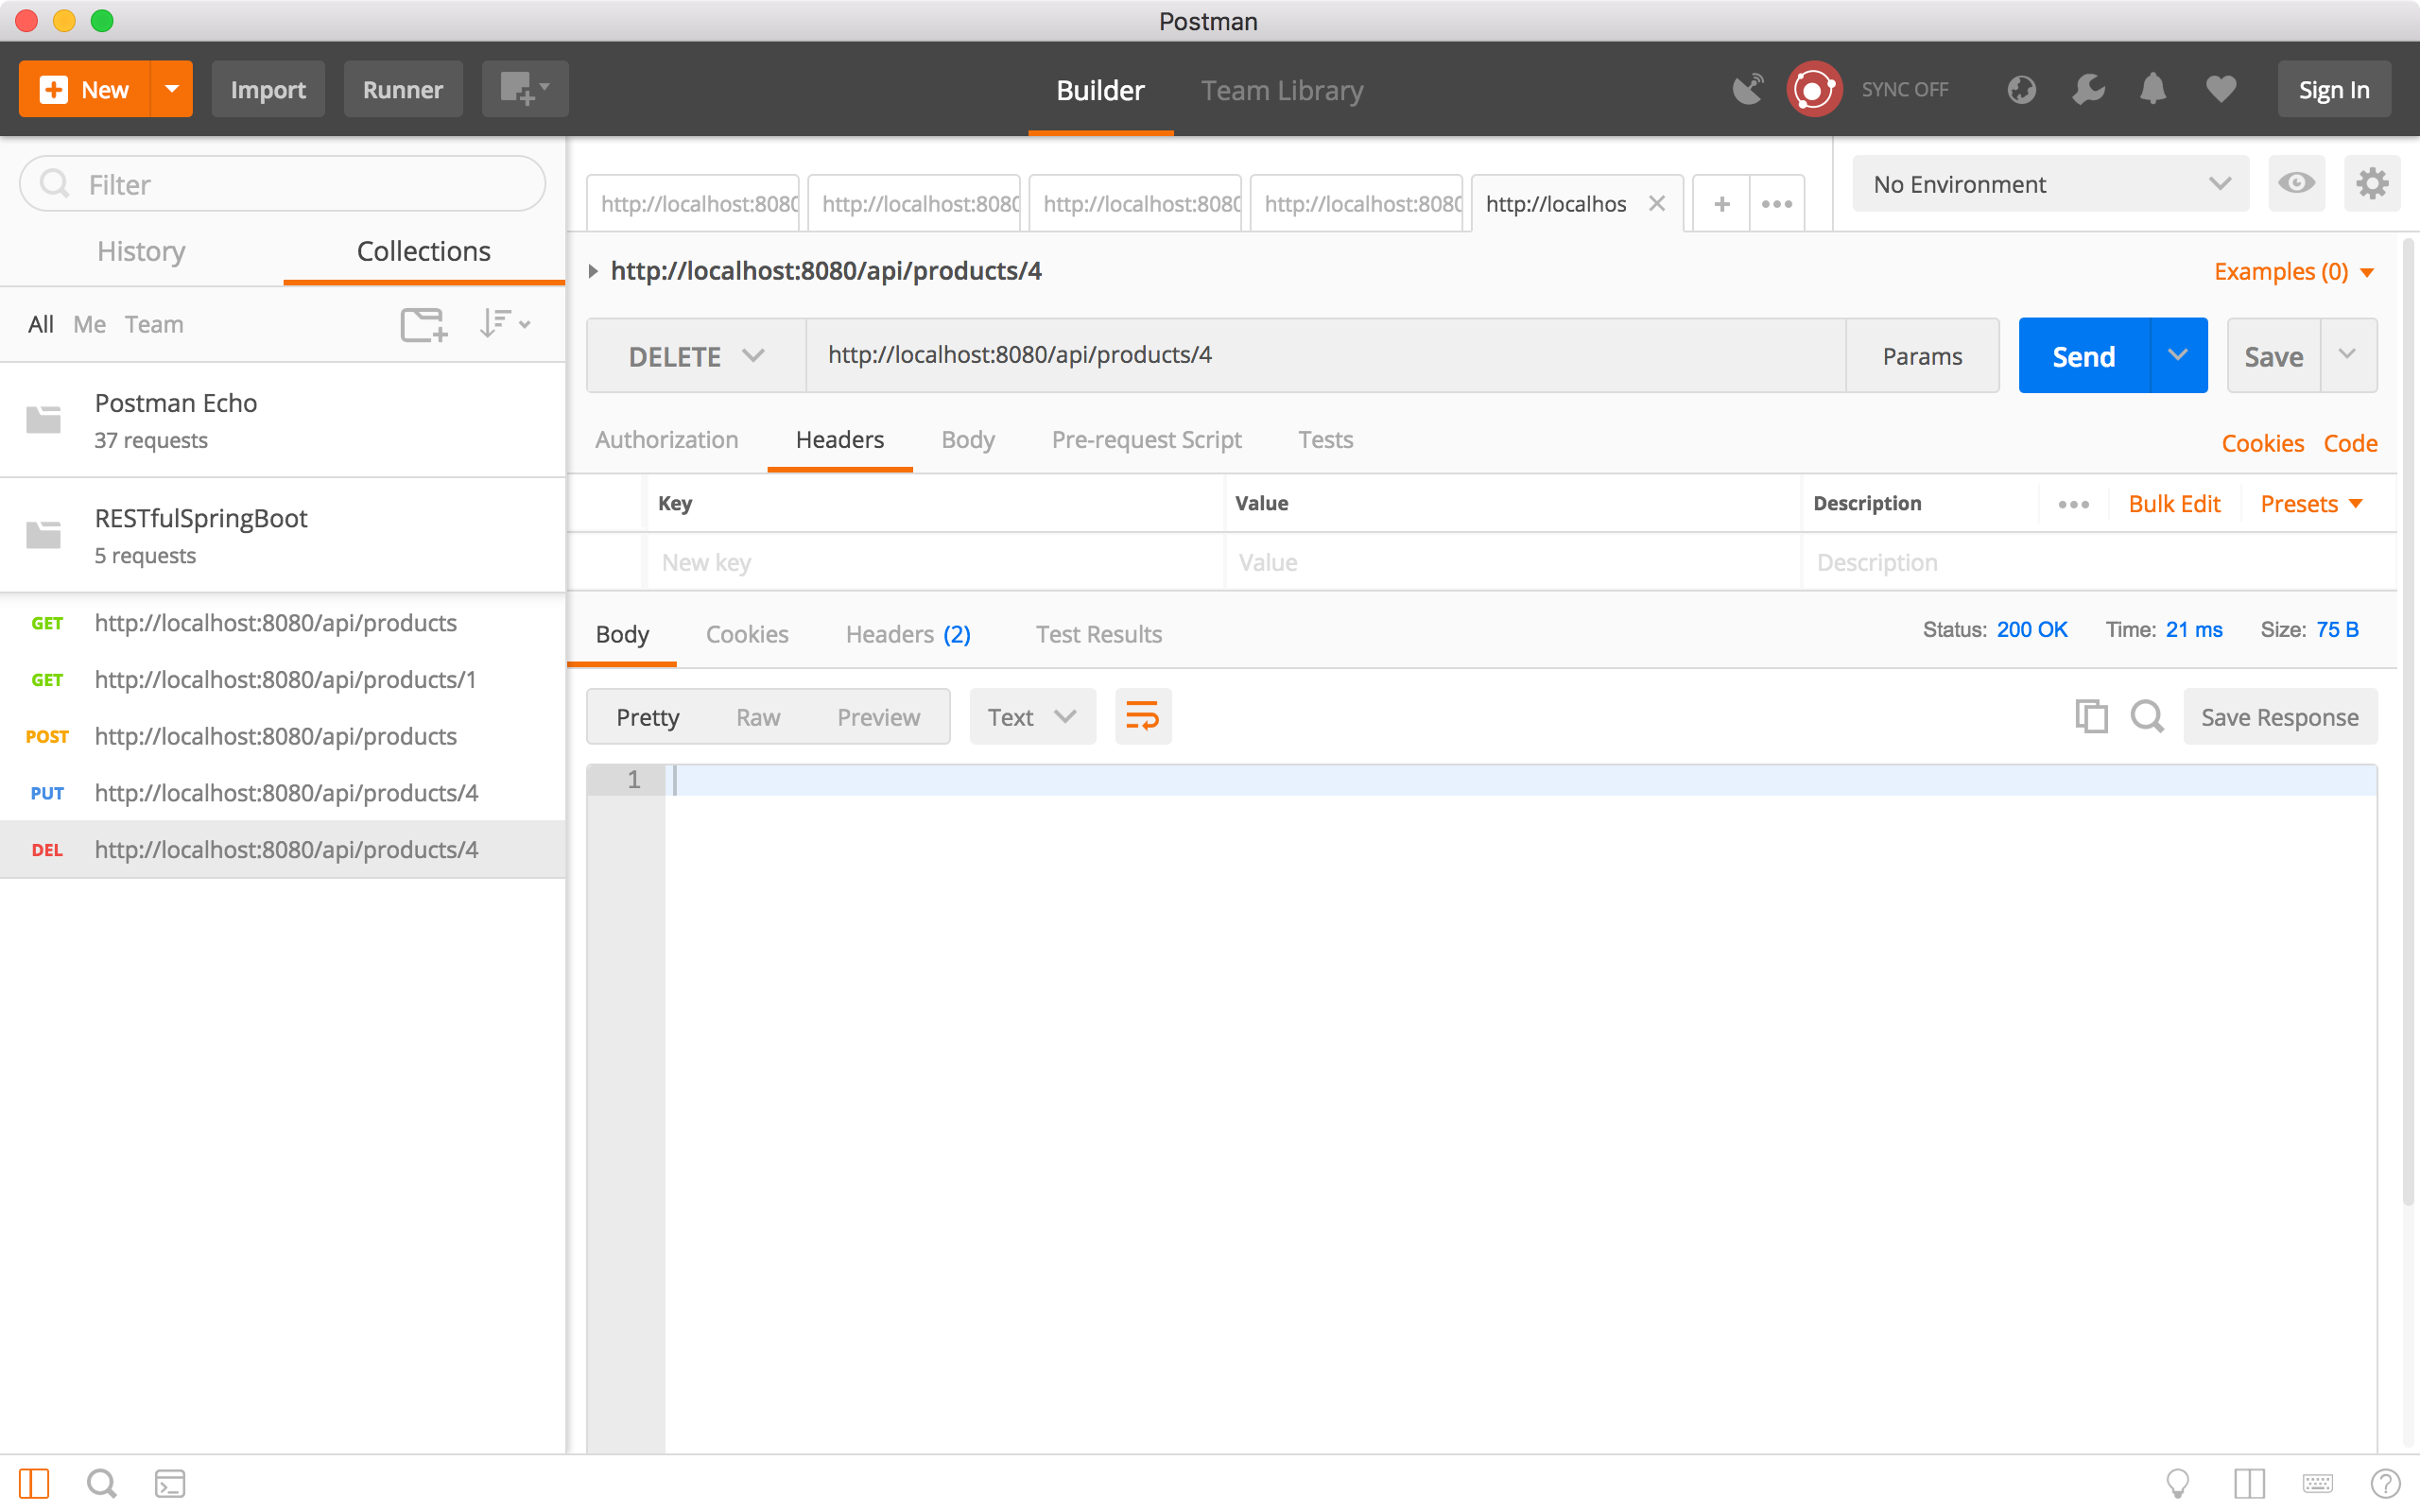 Postman
New
Import
Runner
Builder
Team Library
SYNC OFF
Sign In
Filter
History
Collections
All Me Team
Postman Echo
37 requests
RESTfulSpringBoot
5 requests
GET http://localhost:8080/api/products
GET http://localhost:8080/api/products/1
POST http://localhost:8080/api/products
PUT http://localhost:8080/api/products/4
DEL http://localhost:8080/api/products/4
http://localhost:8080
http://localhost:8080
http://localhost:8080
http://localhost:8080
http://localhos
No Environment
http://localhost:8080/api/products/4
Examples (0)
DELETE
http://localhost:8080/api/products/4
Params
Send
Save
Authorization
Headers
Body
Pre-request Script
Tests
Cookies
Code
Key
Value
Description
Bulk Edit
Presets
New key
Value
Description
Body
Cookies
Headers (2)
Test Results
Status: 200 OK
Time: 21 ms
Size: 75 B
Pretty
Raw
Preview
Text
Save Response
1